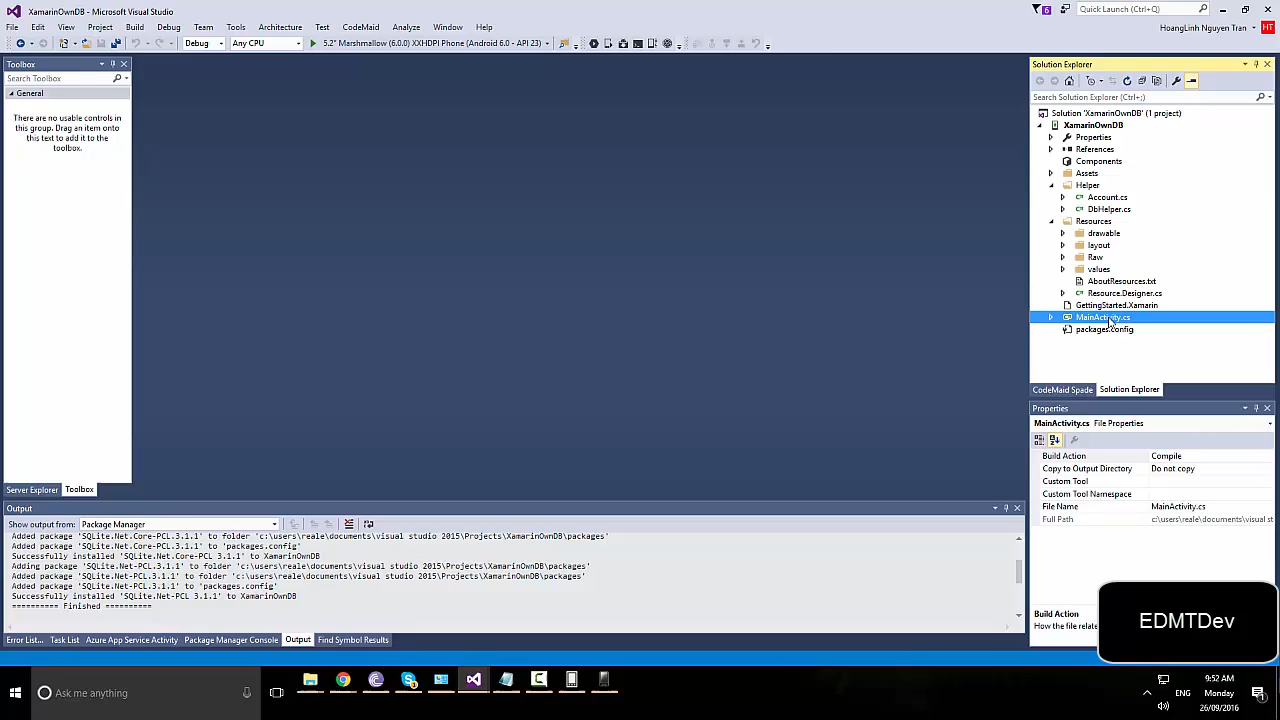 XamarinOwnDB - Microsoft Visual Studio
6
Quick Launch (Ctrl+Q)
File Edit View Project Build Debug Team Tools Architecture Test CodeMaid Analyze Window Help
HoangLinh Nguyen Tran HT
Debug Any CPU 5.2" Marshmallow (6.0.0) XXHDPI Phone (Android 6.0 - API 23)
Toolbox
Search Toolbox
General
There are no usable controls in
this group. Drag an item onto
this text to add it to the
toolbox.
Server Explorer Toolbox
Solution Explorer
Search Solution Explorer (Ctrl+;)
Solution 'XamarinOwnDB' (1 project)
XamarinOwnDB
Properties
References
Components
Assets
Helper
Account.cs
DbHelper.cs
Resources
drawable
layout
Raw
values
AboutResources.txt
Resource.Designer.cs
GettingStarted.Xamarin
MainActivity.cs
packages.config
CodeMaid Spade Solution Explorer
Properties
MainActivity.cs File Properties
Build Action Compile
Copy to Output Directory Do not copy
Custom Tool
Custom Tool Namespace
File Name MainActivity.cs
Full Path c:\users\reale\documents\visual st
Build Action
How the file relate
EDMTDev
Output
Show output from: Package Manager
Added package 'SQLite.Net.Core-PCL.3.1.1' to folder 'c:\users\reale\documents\visual studio 2015\Projects\XamarinOwnDB\packages'
Added package 'SQLite.Net.Core-PCL.3.1.1' to 'packages.config'
Successfully installed 'SQLite.Net.Core-PCL 3.1.1' to XamarinOwnDB
Adding package 'SQLite.Net-PCL.3.1.1' to folder 'c:\users\reale\documents\visual studio 2015\Projects\XamarinOwnDB\packages'
Added package 'SQLite.Net-PCL.3.1.1' to folder 'c:\users\reale\documents\visual studio 2015\Projects\XamarinOwnDB\packages'
Added package 'SQLite.Net-PCL.3.1.1' to 'packages.config'
Successfully installed 'SQLite.Net-PCL 3.1.1' to XamarinOwnDB
========== Finished ==========
Error List... Task List Azure App Service Activity Package Manager Console Output Find Symbol Results
Ask me anything
ENG
9:52 AM
Monday
26/09/2016